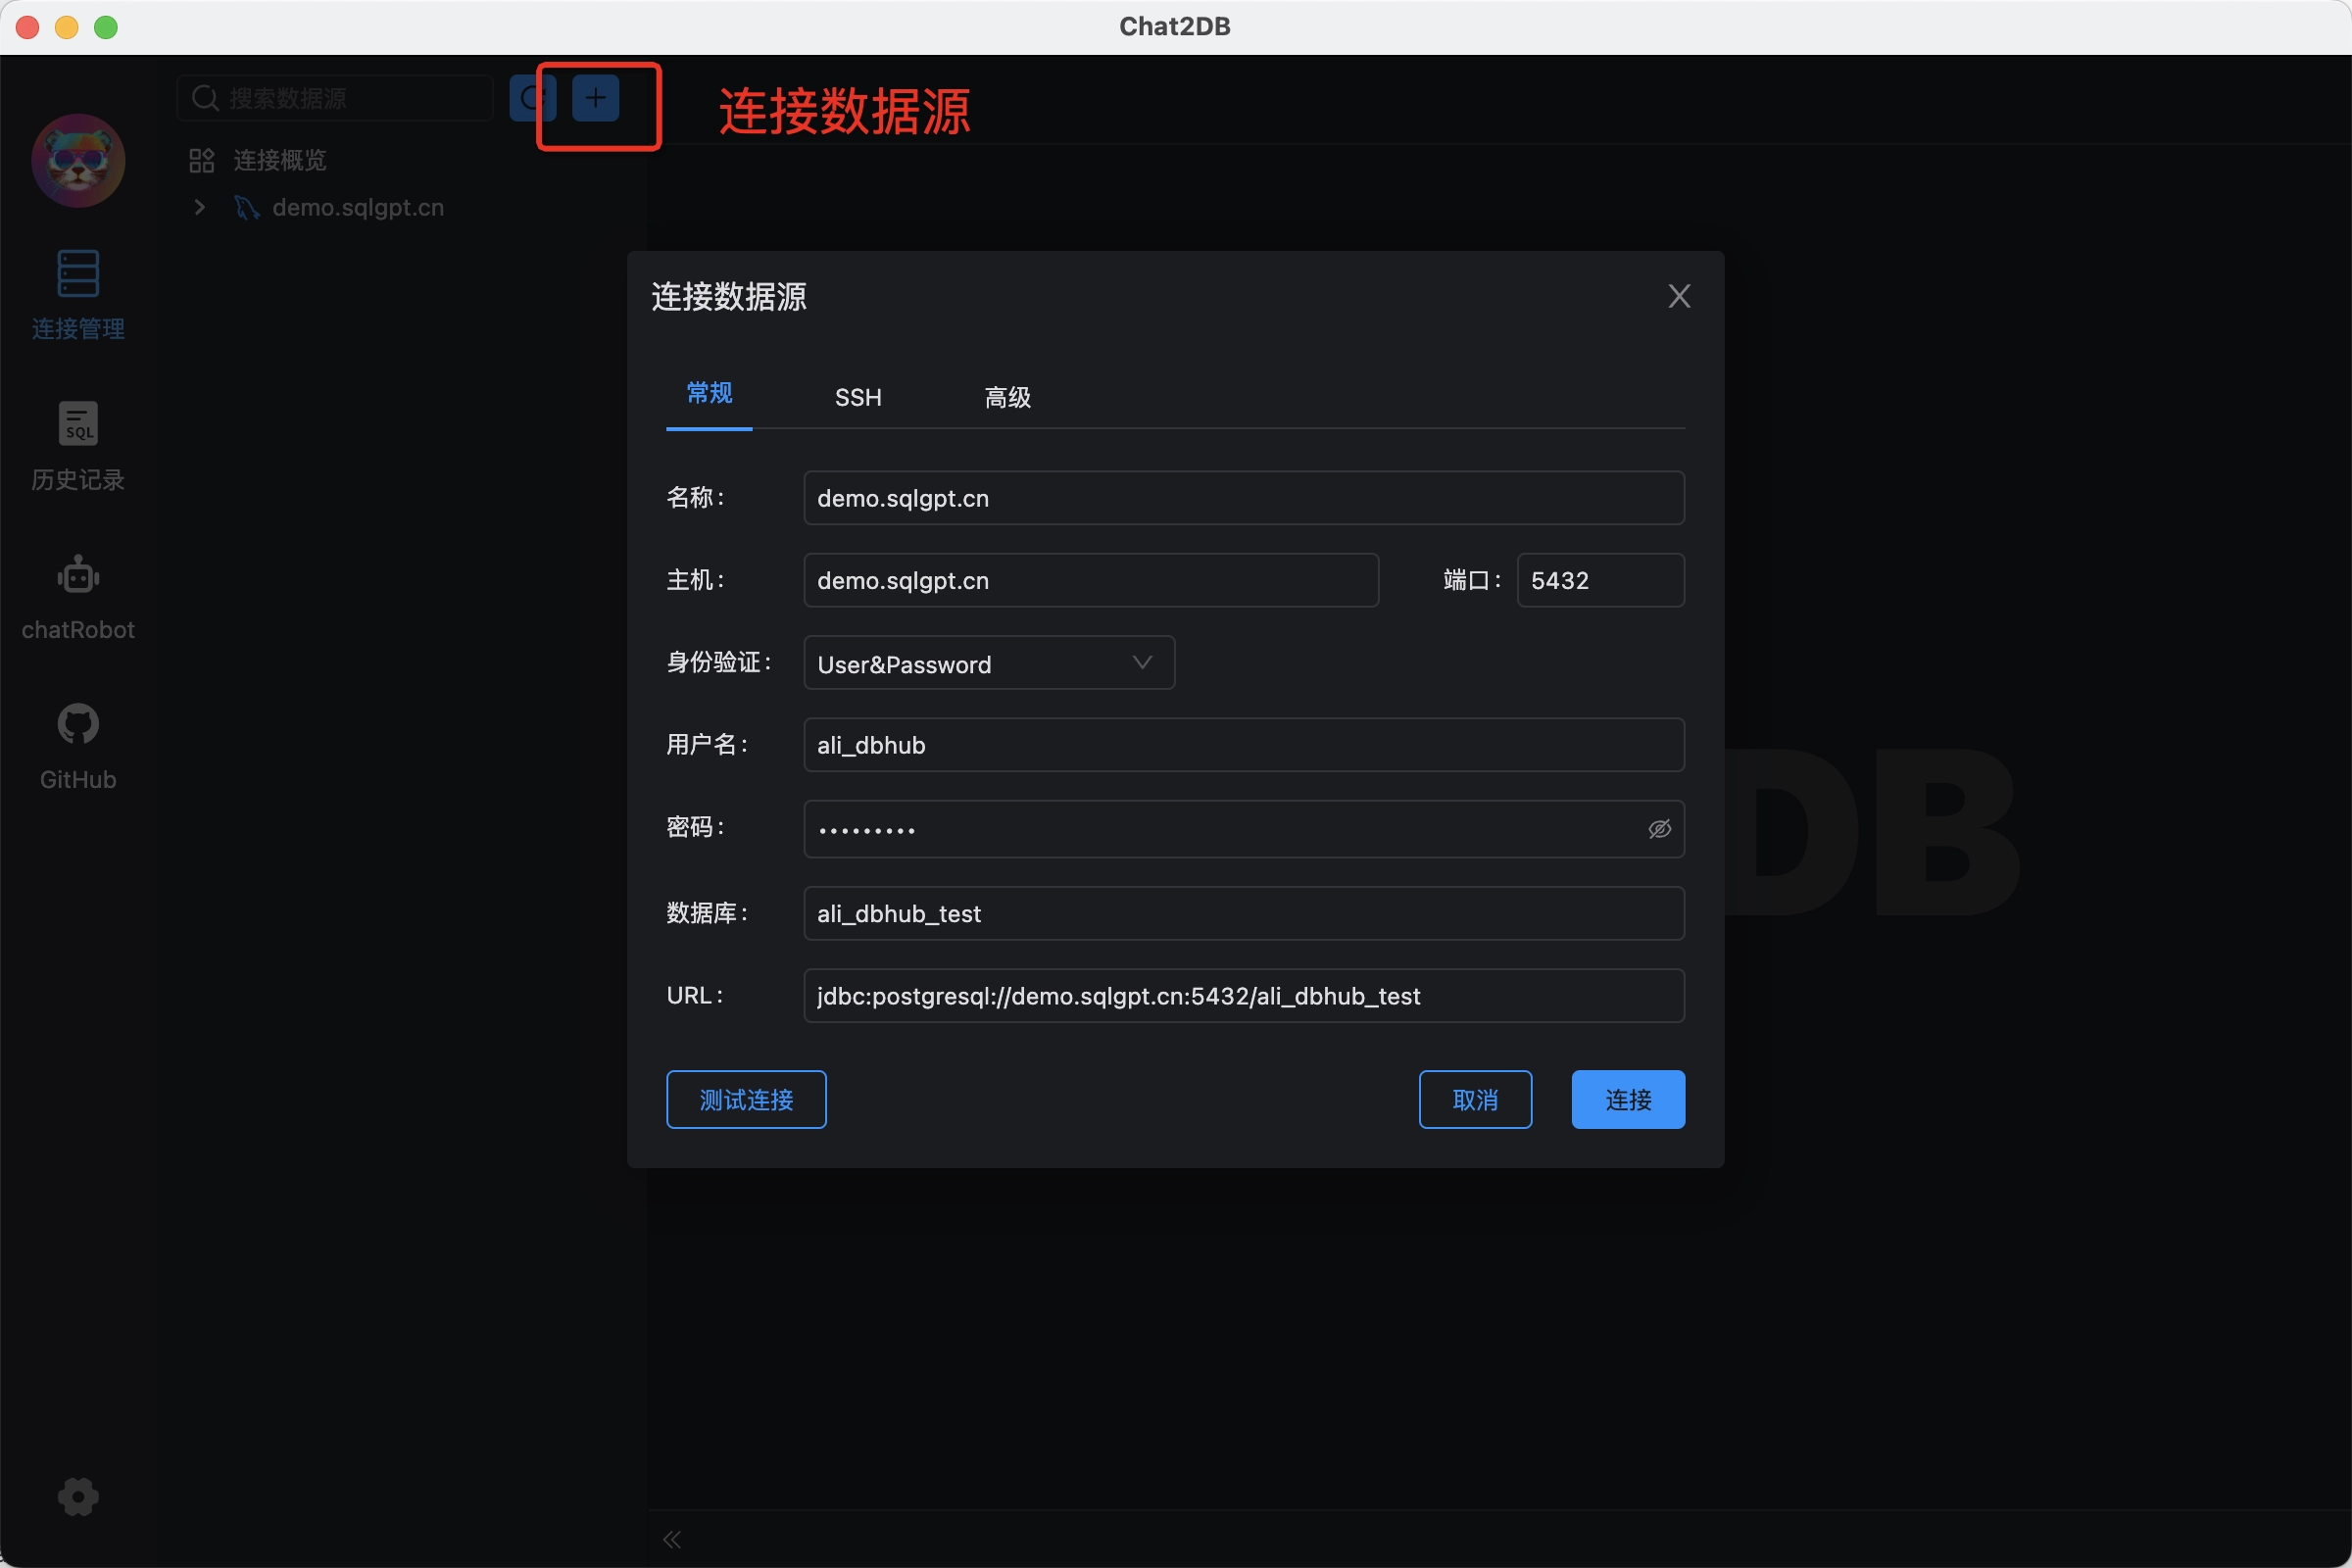 Chat2DB
搜索数据源
连接数据源
连接概览
demo.sqlgpt.cn
连接管理
SQL
历史记录
chatRobot
GitHub
连接数据源
常规 SSH 高级
名称: demo.sqlgpt.cn
主机: demo.sqlgpt.cn 端口: 5432
身份验证: User&Password
用户名: ali_dbhub
密码: •••••••••
数据库: ali_dbhub_test
URL: jdbc:postgresql://demo.sqlgpt.cn:5432/ali_dbhub_test
测试连接 取消 连接
DB